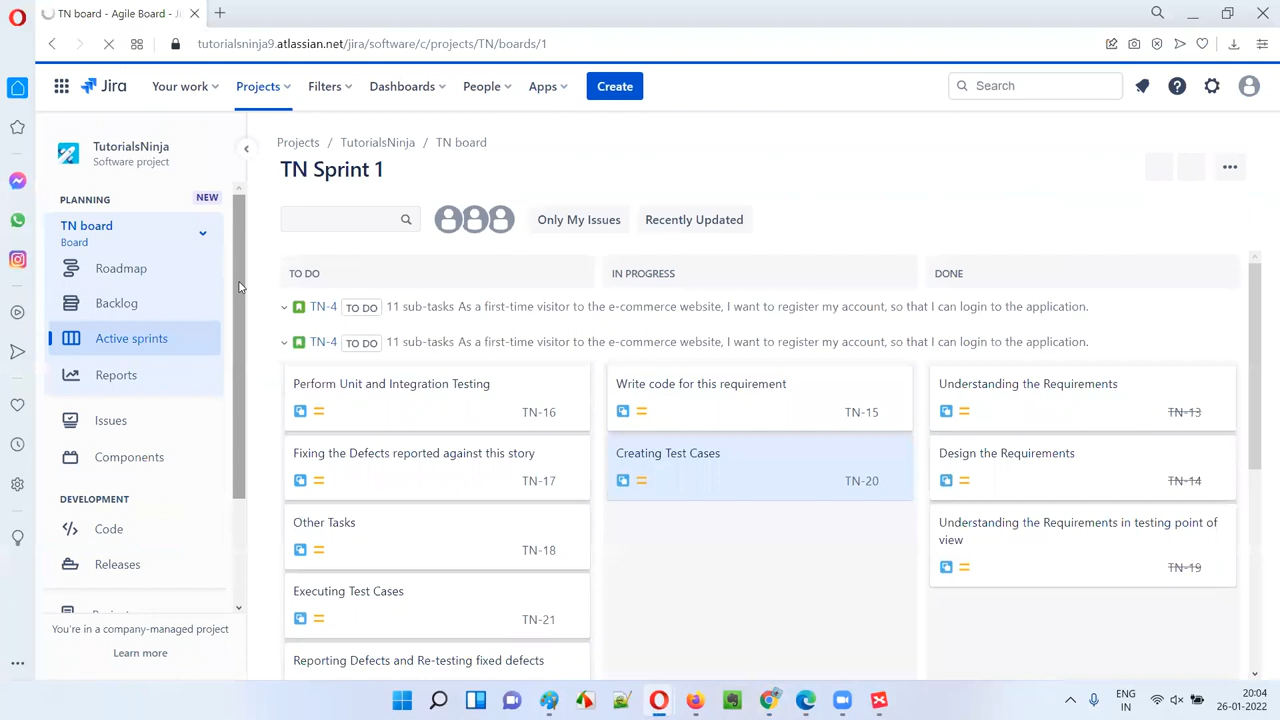 TN board - Agile Board - Ji
tutorialsninja9.atlassian.net/jira/software/c/projects/TN/boards/1
Jira
Your work
Projects
Filters
Dashboards
People
Apps
Create
Search
TutorialsNinja
Software project
PLANNING
NEW
TN board
Board
Roadmap
Backlog
Active sprints
Reports
Issues
Components
DEVELOPMENT
Code
Releases
You're in a company-managed project
Learn more
Projects / TutorialsNinja / TN board
TN Sprint 1
Only My Issues
Recently Updated
TO DO
IN PROGRESS
DONE
TN-4 TO DO 11 sub-tasks As a first-time visitor to the e-commerce website, I want to register my account, so that I can login to the application.
TN-4 TO DO 11 sub-tasks As a first-time visitor to the e-commerce website, I want to register my account, so that I can login to the application.
Perform Unit and Integration Testing
TN-16
Fixing the Defects reported against this story
TN-17
Other Tasks
TN-18
Executing Test Cases
TN-21
Reporting Defects and Re-testing fixed defects
Write code for this requirement
TN-15
Creating Test Cases
TN-20
Understanding the Requirements
TN-13
Design the Requirements
TN-14
Understanding the Requirements in testing point of
view
TN-19
ENG
IN
20:04
26-01-2022